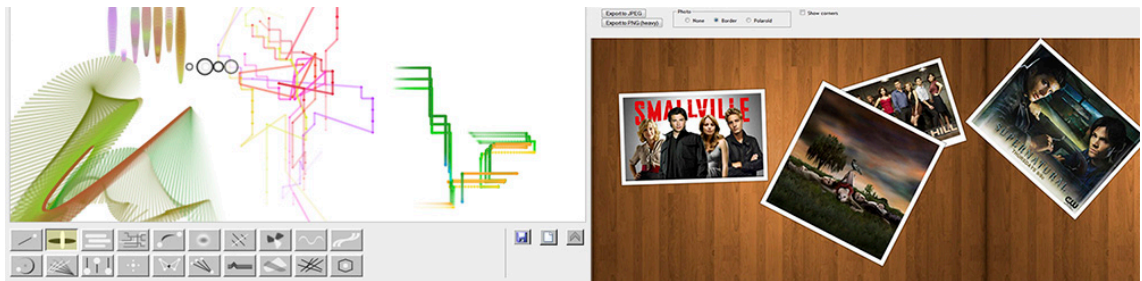 Export to JPEG
Export to PNG (heavy)
Photo
None
Border
Polaroid
Show corners
SMALLVILLE
HILL
SUPERNATURAL
CW